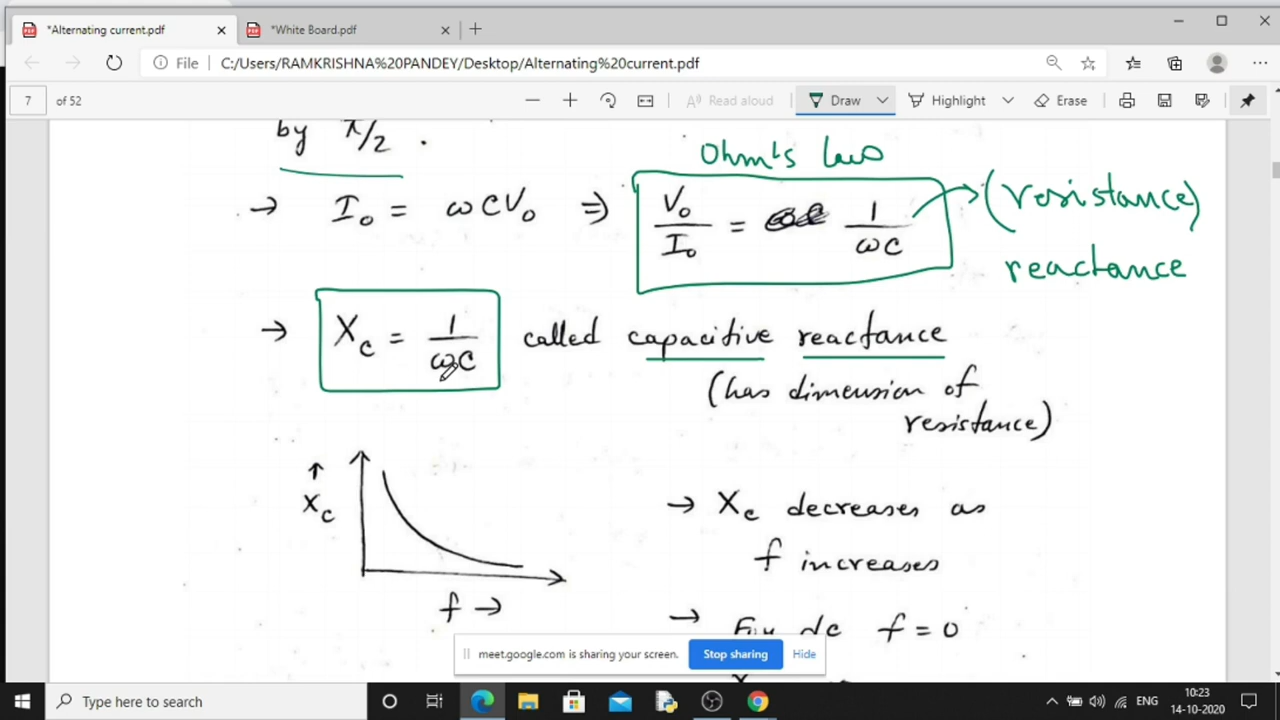 *Alternating current.pdf
*White Board.pdf
File | C:/Users/RAMKRISHNA%20PANDEY/Desktop/Alternating%20current.pdf
7 of 52
Read aloud
Draw
Highlight
Erase
by π/2 .
Ohm's law
→ I₀ = ωCV₀ ⇒ V₀/I₀ = 1/ωC → (resistance)
reactance
→ X_c = 1/ωC called capacitive reactance
(has dimension of
resistance)
↑
X_c
→ X_c decreases as
f increases
f →
→ For dc f = 0
meet.google.com is sharing your screen. Stop sharing Hide
Type here to search
ENG
10:23
14-10-2020